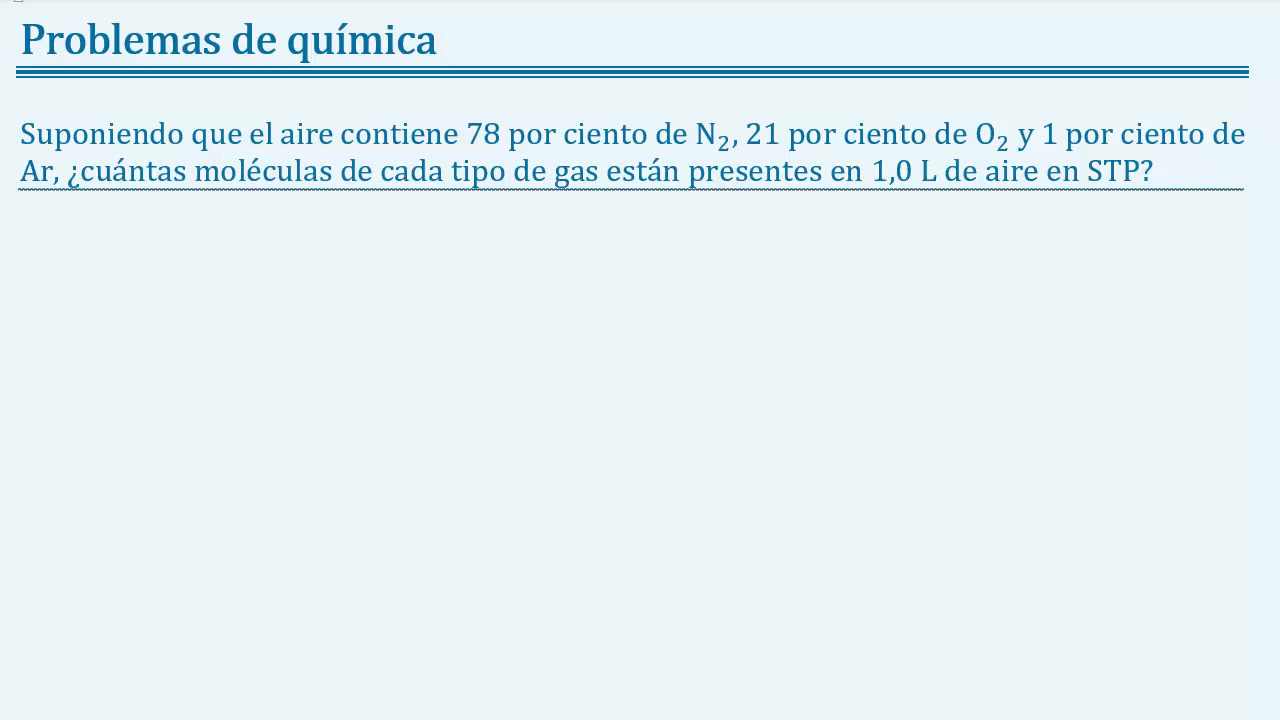 Problemas de química
Suponiendo que el aire contiene 78 por ciento de N₂, 21 por ciento de O₂ y 1 por ciento de
Ar, ¿cuántas moléculas de cada tipo de gas están presentes en 1,0 L de aire en STP?